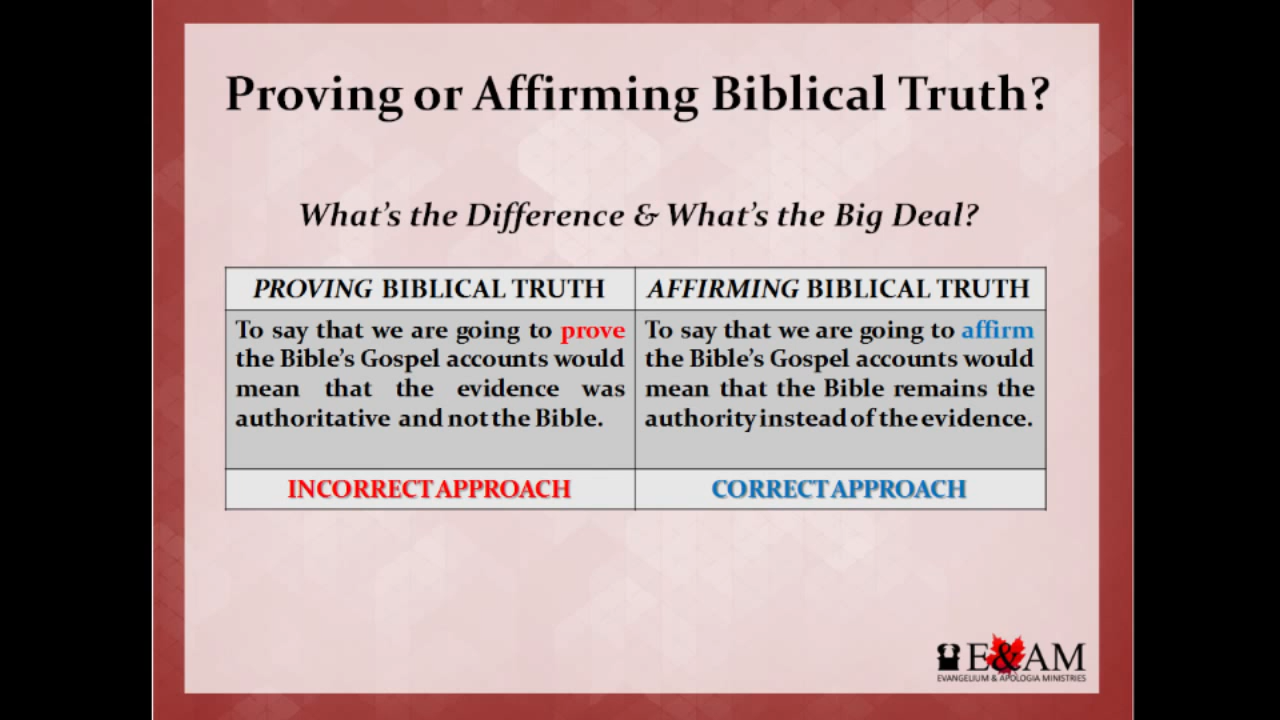 Proving or Affirming Biblical Truth?
What's the Difference & What's the Big Deal?
PROVING BIBLICAL TRUTH
To say that we are going to prove
the Bible's Gospel accounts would
mean that the evidence was
authoritative and not the Bible.
INCORRECT APPROACH
AFFIRMING BIBLICAL TRUTH
To say that we are going to affirm
the Bible's Gospel accounts would
mean that the Bible remains the
authority instead of the evidence.
CORRECT APPROACH
E&AM
EVANGELIUM & APOLOGIA MINISTRIES